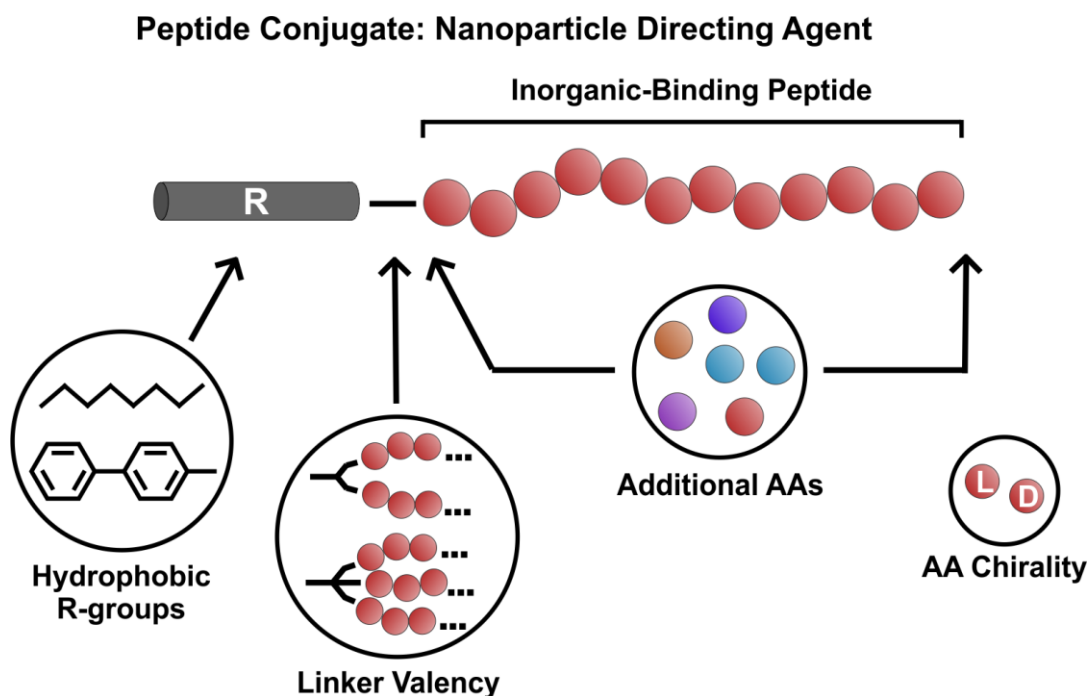 Peptide Conjugate: Nanoparticle Directing Agent
Inorganic-Binding Peptide
R
Hydrophobic
R-groups
...
...
...
...
...
Linker Valency
Additional AAs
L
D
AA Chirality